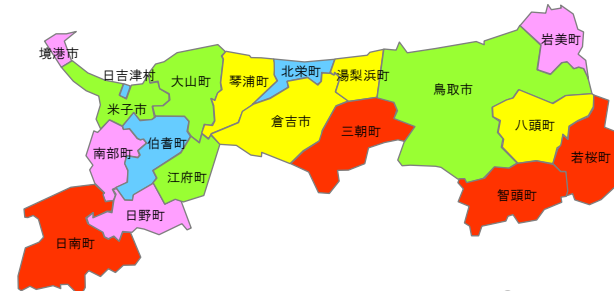 境港市
日吉津村
米子市
大山町
琴浦町
北栄町
湯梨浜町
鳥取市
岩美町
南部町
伯耆町
倉吉市
三朝町
八頭町
若桜町
江府町
智頭町
日野町
日南町